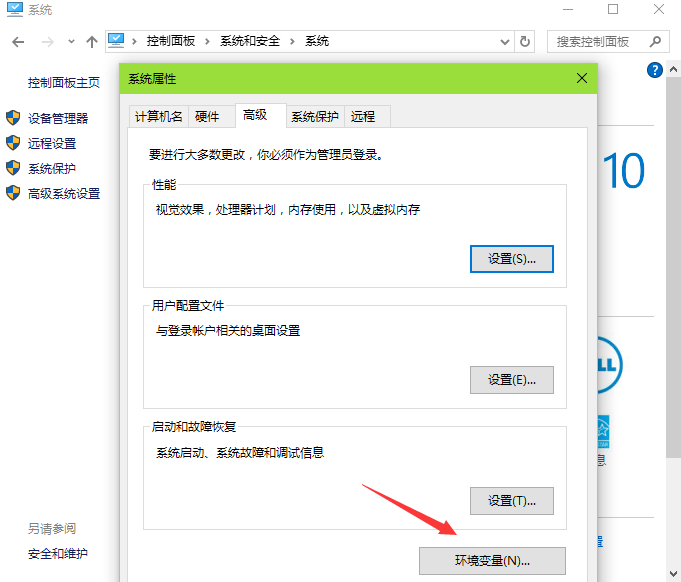 系统
控制面板 系统和安全 系统
搜索控制面板
控制面板主页
设备管理器
远程设置
系统保护
高级系统设置
另请参阅
安全和维护
系统属性
计算机名 硬件 高级 系统保护 远程
要进行大多数更改，你必须作为管理员登录。
性能
视觉效果，处理器计划，内存使用，以及虚拟内存
设置(S)...
用户配置文件
与登录帐户相关的桌面设置
设置(E)...
启动和故障恢复
系统启动、系统故障和调试信息
设置(T)...
环境变量(N)...
?
10
LL
息
量